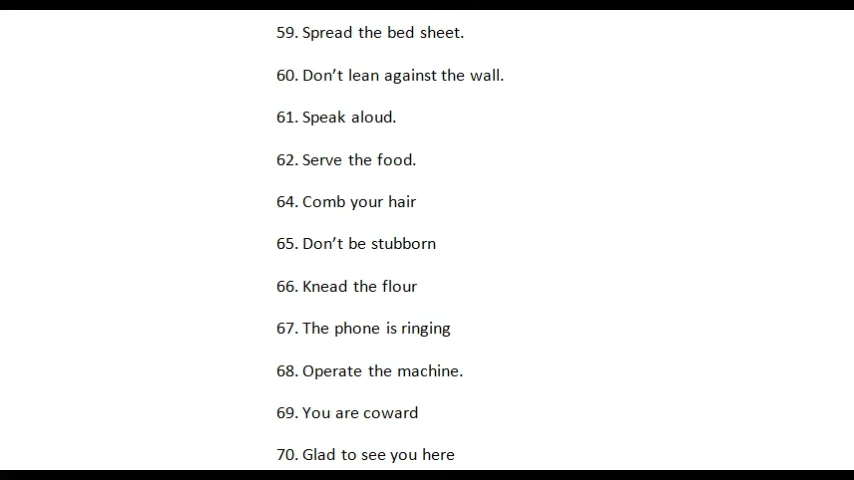 59. Spread the bed sheet.
60. Don’t lean against the wall.
61. Speak aloud.
62. Serve the food.
64. Comb your hair
65. Don’t be stubborn
66. Knead the flour
67. The phone is ringing
68. Operate the machine.
69. You are coward
70. Glad to see you here